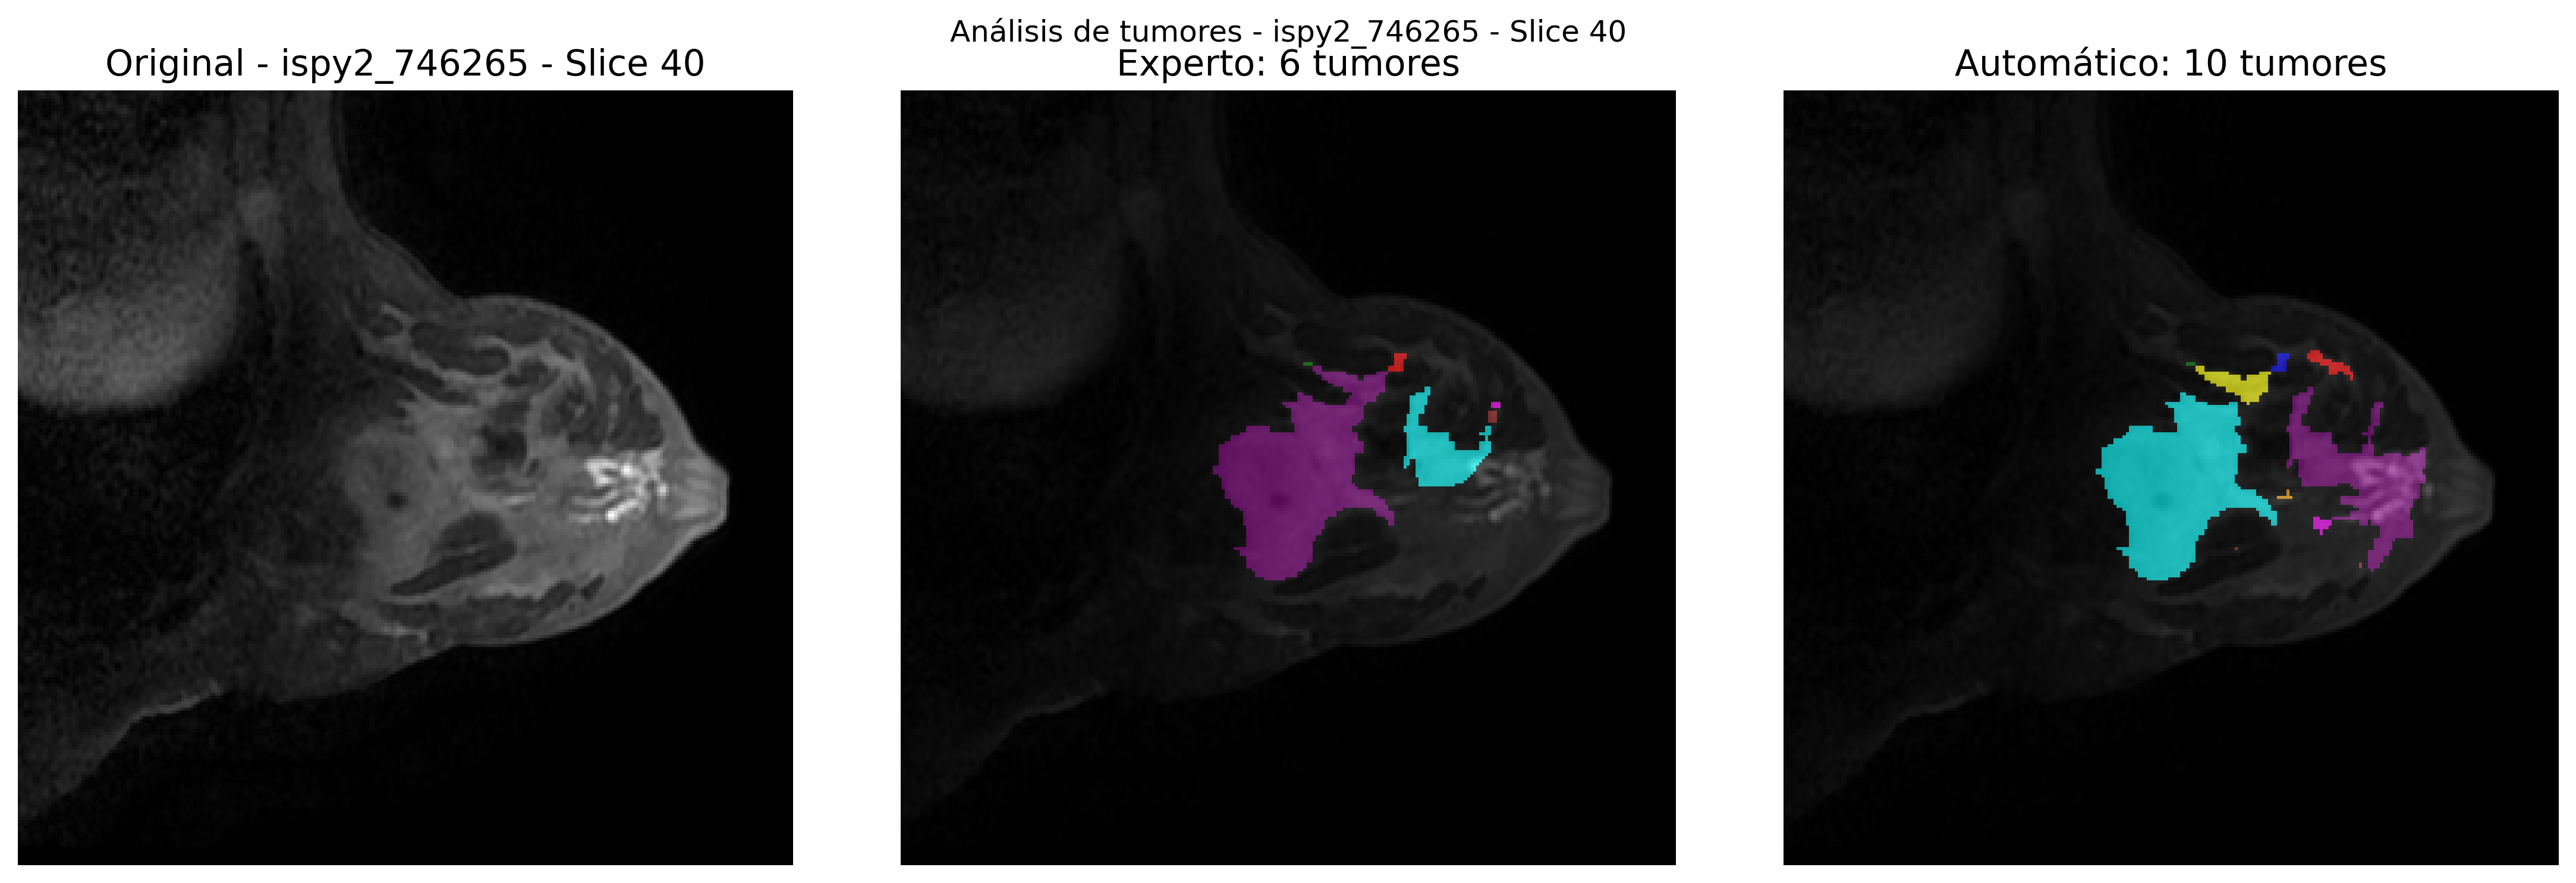 Análisis de tumores - ispy2_746265 - Slice 40
Original - ispy2_746265 - Slice 40
Experto: 6 tumores
Automático: 10 tumores